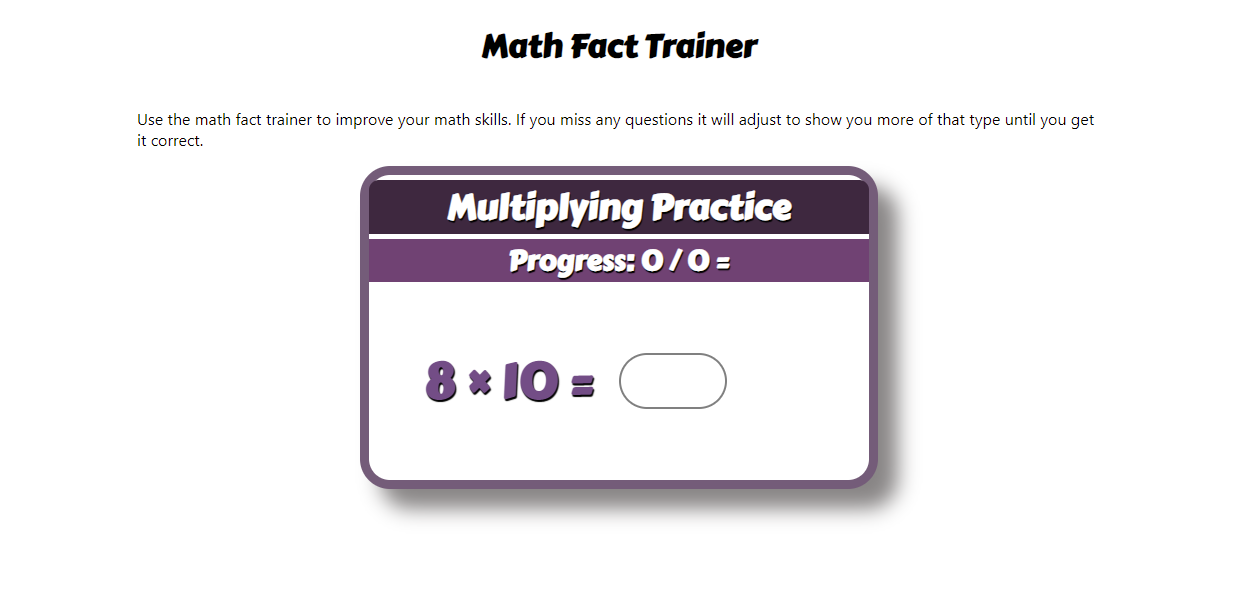 Math Fact Trainer
Use the math fact trainer to improve your math skills. If you miss any questions it will adjust to show you more of that type until you get
it correct.
Multiplying Practice
Progress: 0 / 0 =
8 × 10 =